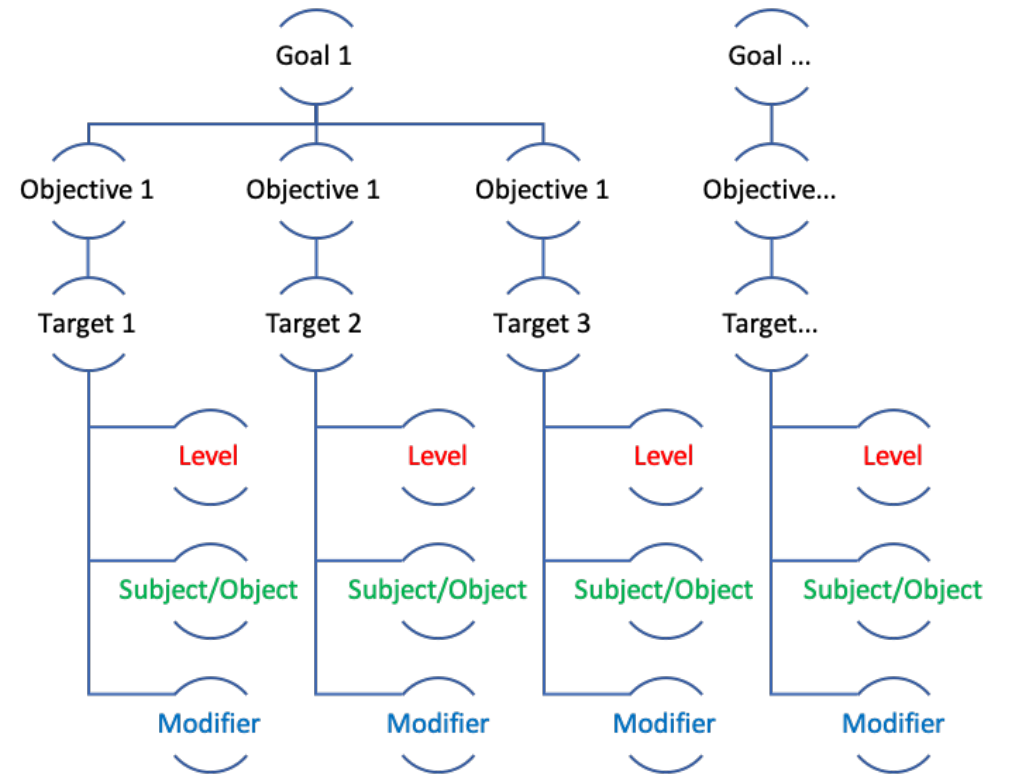 Goal 1
Goal ...
Objective 1
Objective 1
Objective 1
Objective...
Target 1
Target 2
Target 3
Target...
Level
Level
Level
Level
Subject/Object
Subject/Object
Subject/Object
Subject/Object
Modifier
Modifier
Modifier
Modifier